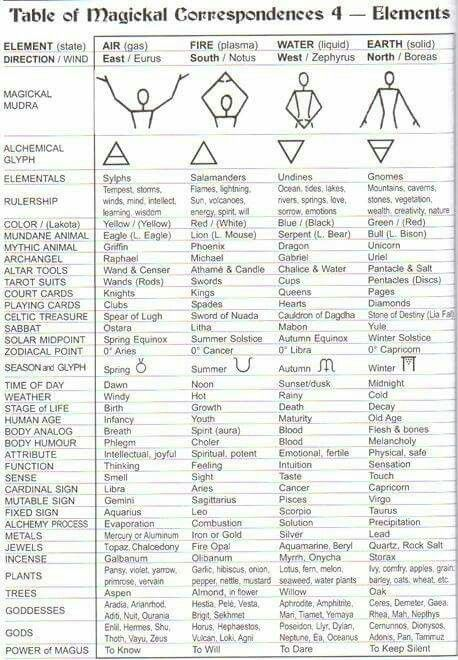 Table of Magickal Correspondences 4 — Elements
ELEMENT (state) AIR (gas) FIRE (plasma) WATER (liquid) EARTH (solid)
DIRECTION / WIND East / Eurus South / Notus West / Zephyrus North / Boreas
MAGICKAL
MUDRA
ALCHEMICAL
GLYPH
ELEMENTALS Sylphs Salamanders Undines Gnomes
RULERSHIP Tempest, storms, Flames, lightning, Ocean, tides, lakes, Mountains, caverns,
winds, mind, intellect, Sun, volcanoes, rivers, springs, love, stones, vegetation,
learning, wisdom energy, spirit, will sorrow, emotions wealth, creativity, nature
COLOR / (Lakota) Yellow / (Yellow) Red / (White) Blue / (Black) Green / (Red)
MUNDANE ANIMAL Eagle (L. Eagle) Lion (L. Mouse) Serpent (L. Bear) Bull (L. Bison)
MYTHIC ANIMAL Griffin Phoenix Dragon Unicorn
ARCHANGEL Raphael Michael Gabriel Uriel
ALTAR TOOLS Wand & Censer Athamé & Candle Chalice & Water Pantacle & Salt
TAROT SUITS Wands (Rods) Swords Cups Pentacles (Discs)
COURT CARDS Knights Kings Queens Pages
PLAYING CARDS Clubs Spades Hearts Diamonds
CELTIC TREASURE Spear of Lugh Sword of Nuada Cauldron of Dagdha Stone of Destiny (Lia Fal)
SABBAT Ostara Litha Mabon Yule
SOLAR MIDPOINT Spring Equinox Summer Solstice Autumn Equinox Winter Solstice
ZODIACAL POINT 0° Aries 0° Cancer 0° Libra 0° Capricorn
SEASON and GLYPH Spring Summer Autumn Winter
TIME OF DAY Dawn Noon Sunset/dusk Midnight
WEATHER Windy Hot Rainy Cold
STAGE of LIFE Birth Growth Death Decay
HUMAN AGE Infancy Youth Maturity Old Age
BODY ANALOG Breath Spirit (aura) Blood Flesh & bones
BODY HUMOUR Phlegm Choler Blood Melancholy
ATTRIBUTE Intellectual, joyful Spiritual, potent Emotional, fertile Physical, safe
FUNCTION Thinking Feeling Intuition Sensation
SENSE Smell Sight Taste Touch
CARDINAL SIGN Libra Aries Cancer Capricorn
MUTABLE SIGN Gemini Sagittarius Pisces Virgo
FIXED SIGN Aquarius Leo Scorpio Taurus
ALCHEMY PROCESS Evaporation Combustion Solution Precipitation
METALS Mercury or Aluminum Iron or Gold Silver Lead
JEWELS Topaz, Chalcedony Fire Opal Aquamarine, Beryl Quartz, Rock Salt
INCENSE Galbanum Olibanum Myrrh, Onycha Storax
PLANTS Pansy, violet, yarrow, Garlic, hibiscus, onion, Lotus, fern, melon, Ivy, comfry, apples, grain:
primrose, vervain pepper, nettle, mustard seaweed, water plants barley, oats, wheat, etc.
TREES Aspen Almond, in flower Willow Oak
GODDESSES Aradia, Arianrhod, Hestia, Pelé, Vesta, Aphrodite, Amphitrite, Ceres, Demeter, Gaea,
Aditi, Nuit, Ourania Brigit, Sekhmet Mari, Tiamet, Yemaya Rhea, Mah, Nepthys
GODS Enlil, Hermes, Shu, Horus, Hephaestos, Poseidon, Llyr, Dylan, Cernunnos, Dionysos,
Thoth, Vayu, Zeus Vulcan, Loki, Agni Neptune, Ea, Oceanus Adonis, Pan, Tammuz
POWER of MAGUS To Know To Will To Dare To Keep Silent